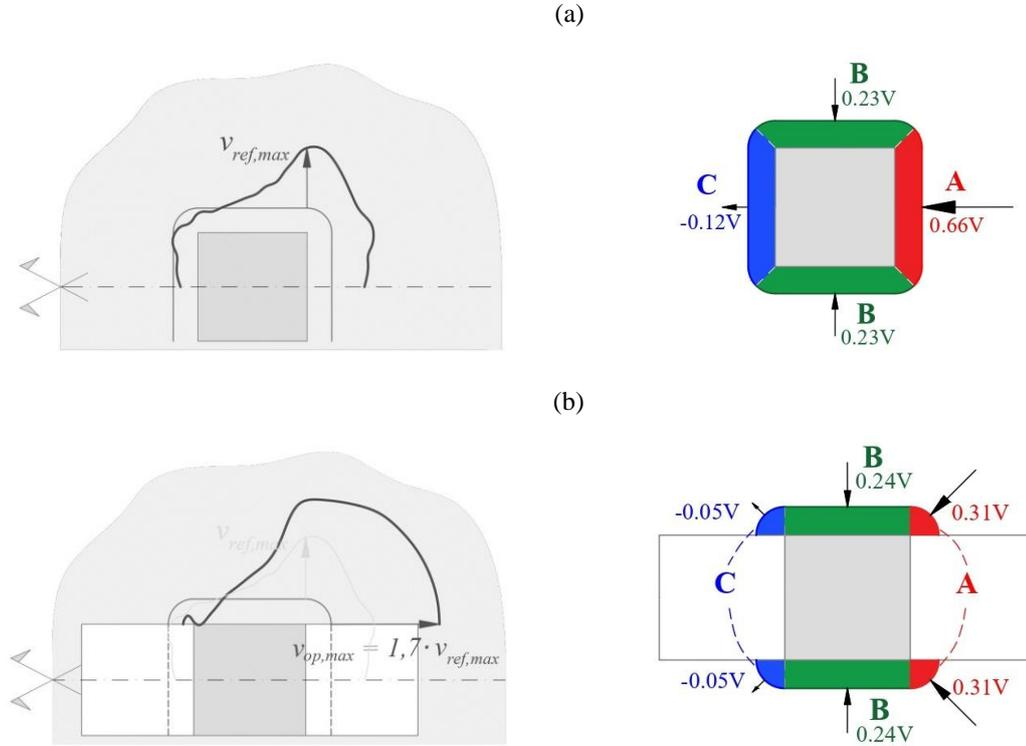 (a)
v_ref,max
B
0.23V
C
-0.12V
A
0.66V
B
0.23V
(b)
v_ref,max
v_op,max = 1,7·v_ref,max
B
0.24V
-0.05V
0.31V
C
A
-0.05V
0.31V
B
0.24V